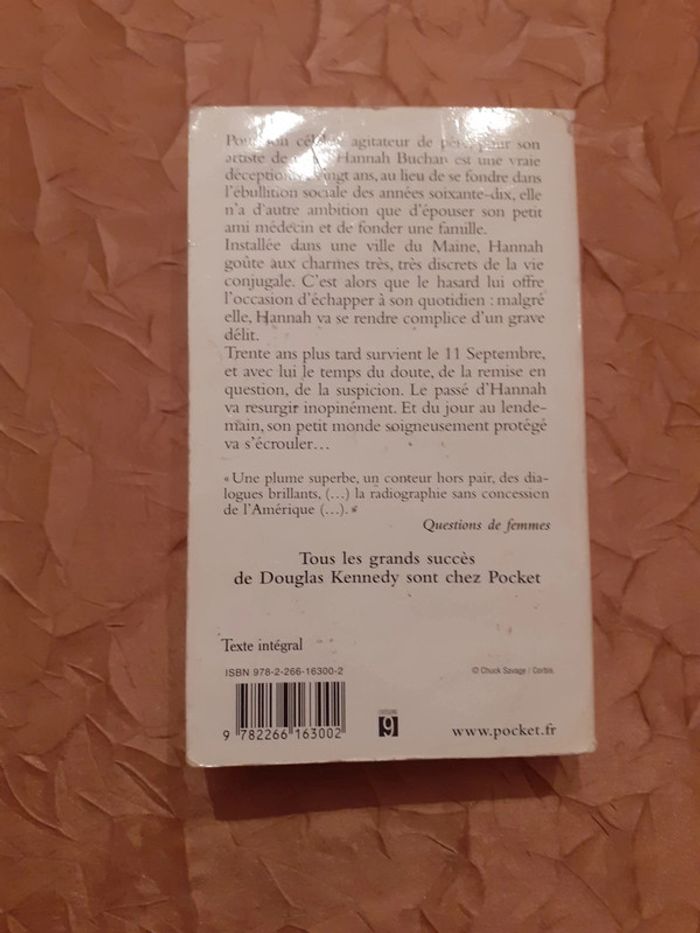 Pour son célèbre agitateur de père, pour son
artiste de Hannah Buchan est une vraie
déception vingt ans, au lieu de se fondre dans
l'ébullition sociale des années soixante-dix, elle
n'a d'autre ambition que d'épouser son petit
ami médecin et de fonder une famille.
Installée dans une ville du Maine, Hannah
goûte aux charmes très, très discrets de la vie
conjugale. C'est alors que le hasard lui offre
l'occasion d'échapper à son quotidien : malgré
elle, Hannah va se rendre complice d'un grave
délit.
Trente ans plus tard survient le 11 Septembre,
et avec lui le temps du doute, de la remise en
question, de la suspicion. Le passé d'Hannah
va resurgir inopinément. Et du jour au lende-
main, son petit monde soigneusement protégé
va s'écrouler…
« Une plume superbe, un conteur hors pair, des dia-
logues brillants, (…) la radiographie sans concession
de l'Amérique (…). »
Questions de femmes
Tous les grands succès
de Douglas Kennedy sont chez Pocket
Texte intégral
ISBN 978-2-266-16300-2
© Chuck Savage / Corbis
9 782266 163002
9
www.pocket.fr